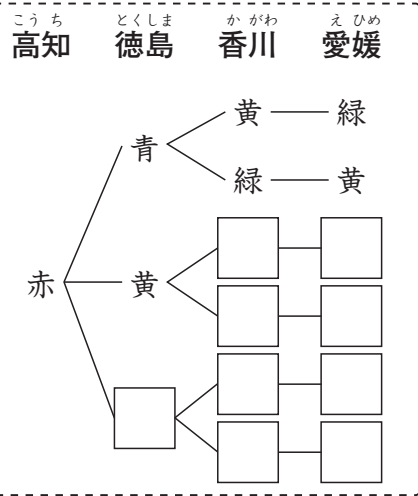 こうち とくしま かがわ えひめ
高知 徳島 香川 愛媛
黄 緑
青
緑 黄
赤 黄